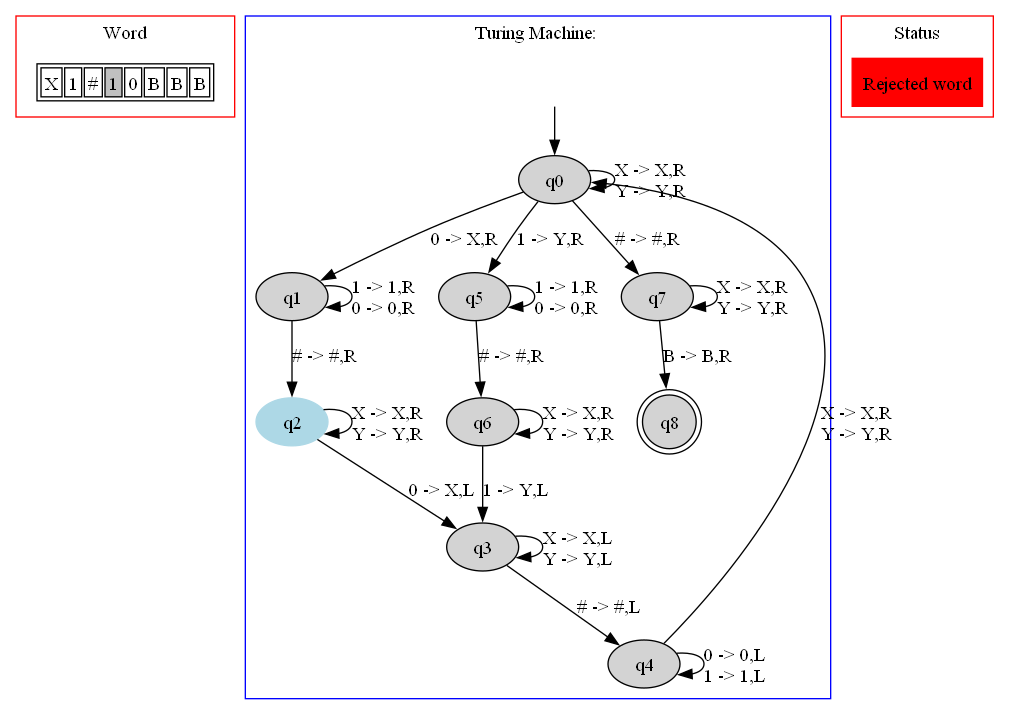 Word
Turing Machine:
Status
X 1 # 1 0 B B B
Rejected word
q0
X -> X,R
Y -> Y,R
0 -> X,R
1 -> Y,R
# -> #,R
q1
1 -> 1,R
0 -> 0,R
q5
1 -> 1,R
0 -> 0,R
q7
X -> X,R
Y -> Y,R
# -> #,R
# -> #,R
B -> B,R
q2
X -> X,R
Y -> Y,R
q6
X -> X,R
Y -> Y,R
q8
X -> X,R
Y -> Y,R
0 -> X,L
1 -> Y,L
q3
X -> X,L
Y -> Y,L
# -> #,L
q4
0 -> 0,L
1 -> 1,L